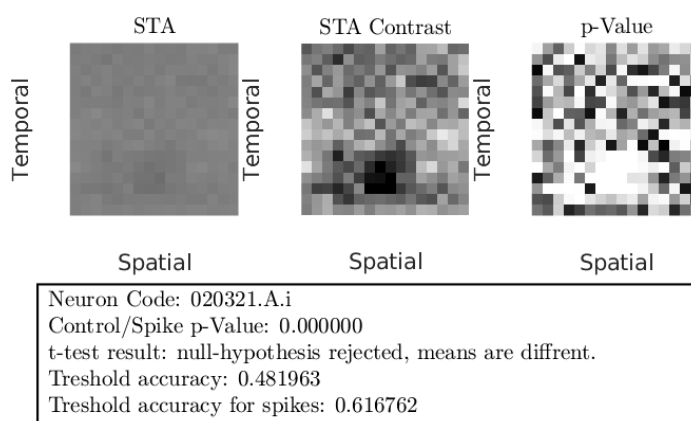 STA STA Contrast p-Value
Temporal Temporal Temporal
Spatial Spatial Spatial
Neuron Code: 020321.A.i
Control/Spike p-Value: 0.000000
t-test result: null-hypothesis rejected, means are diffrent.
Treshold accuracy: 0.481963
Treshold accuracy for spikes: 0.616762